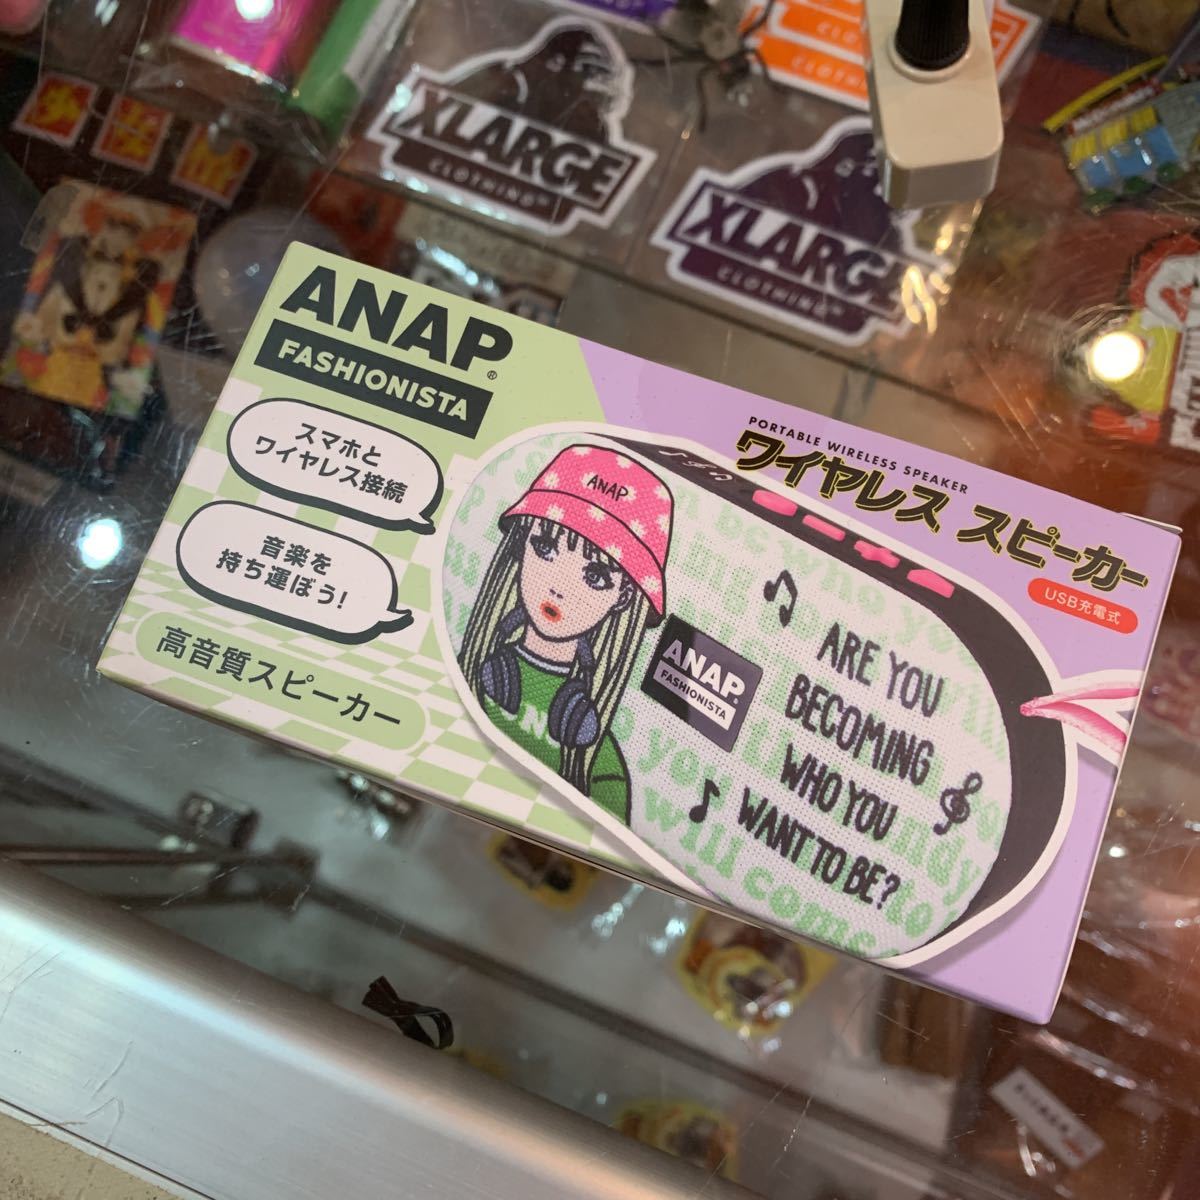 XLARGE
CLOTHING™
XLARGE
CLOTHING™
CLOTHING
ANAP®
FASHIONISTA
スマホと
ワイヤレス接続
音楽を
持ち運ぼう!
高音質スピーカー
PORTABLE WIRELESS SPEAKER
ワイヤレス スピーカー
USB充電式
ANAP
ANAP
FASHIONISTA
ARE YOU
BECOMING
WHO YOU
WANT TO BE?